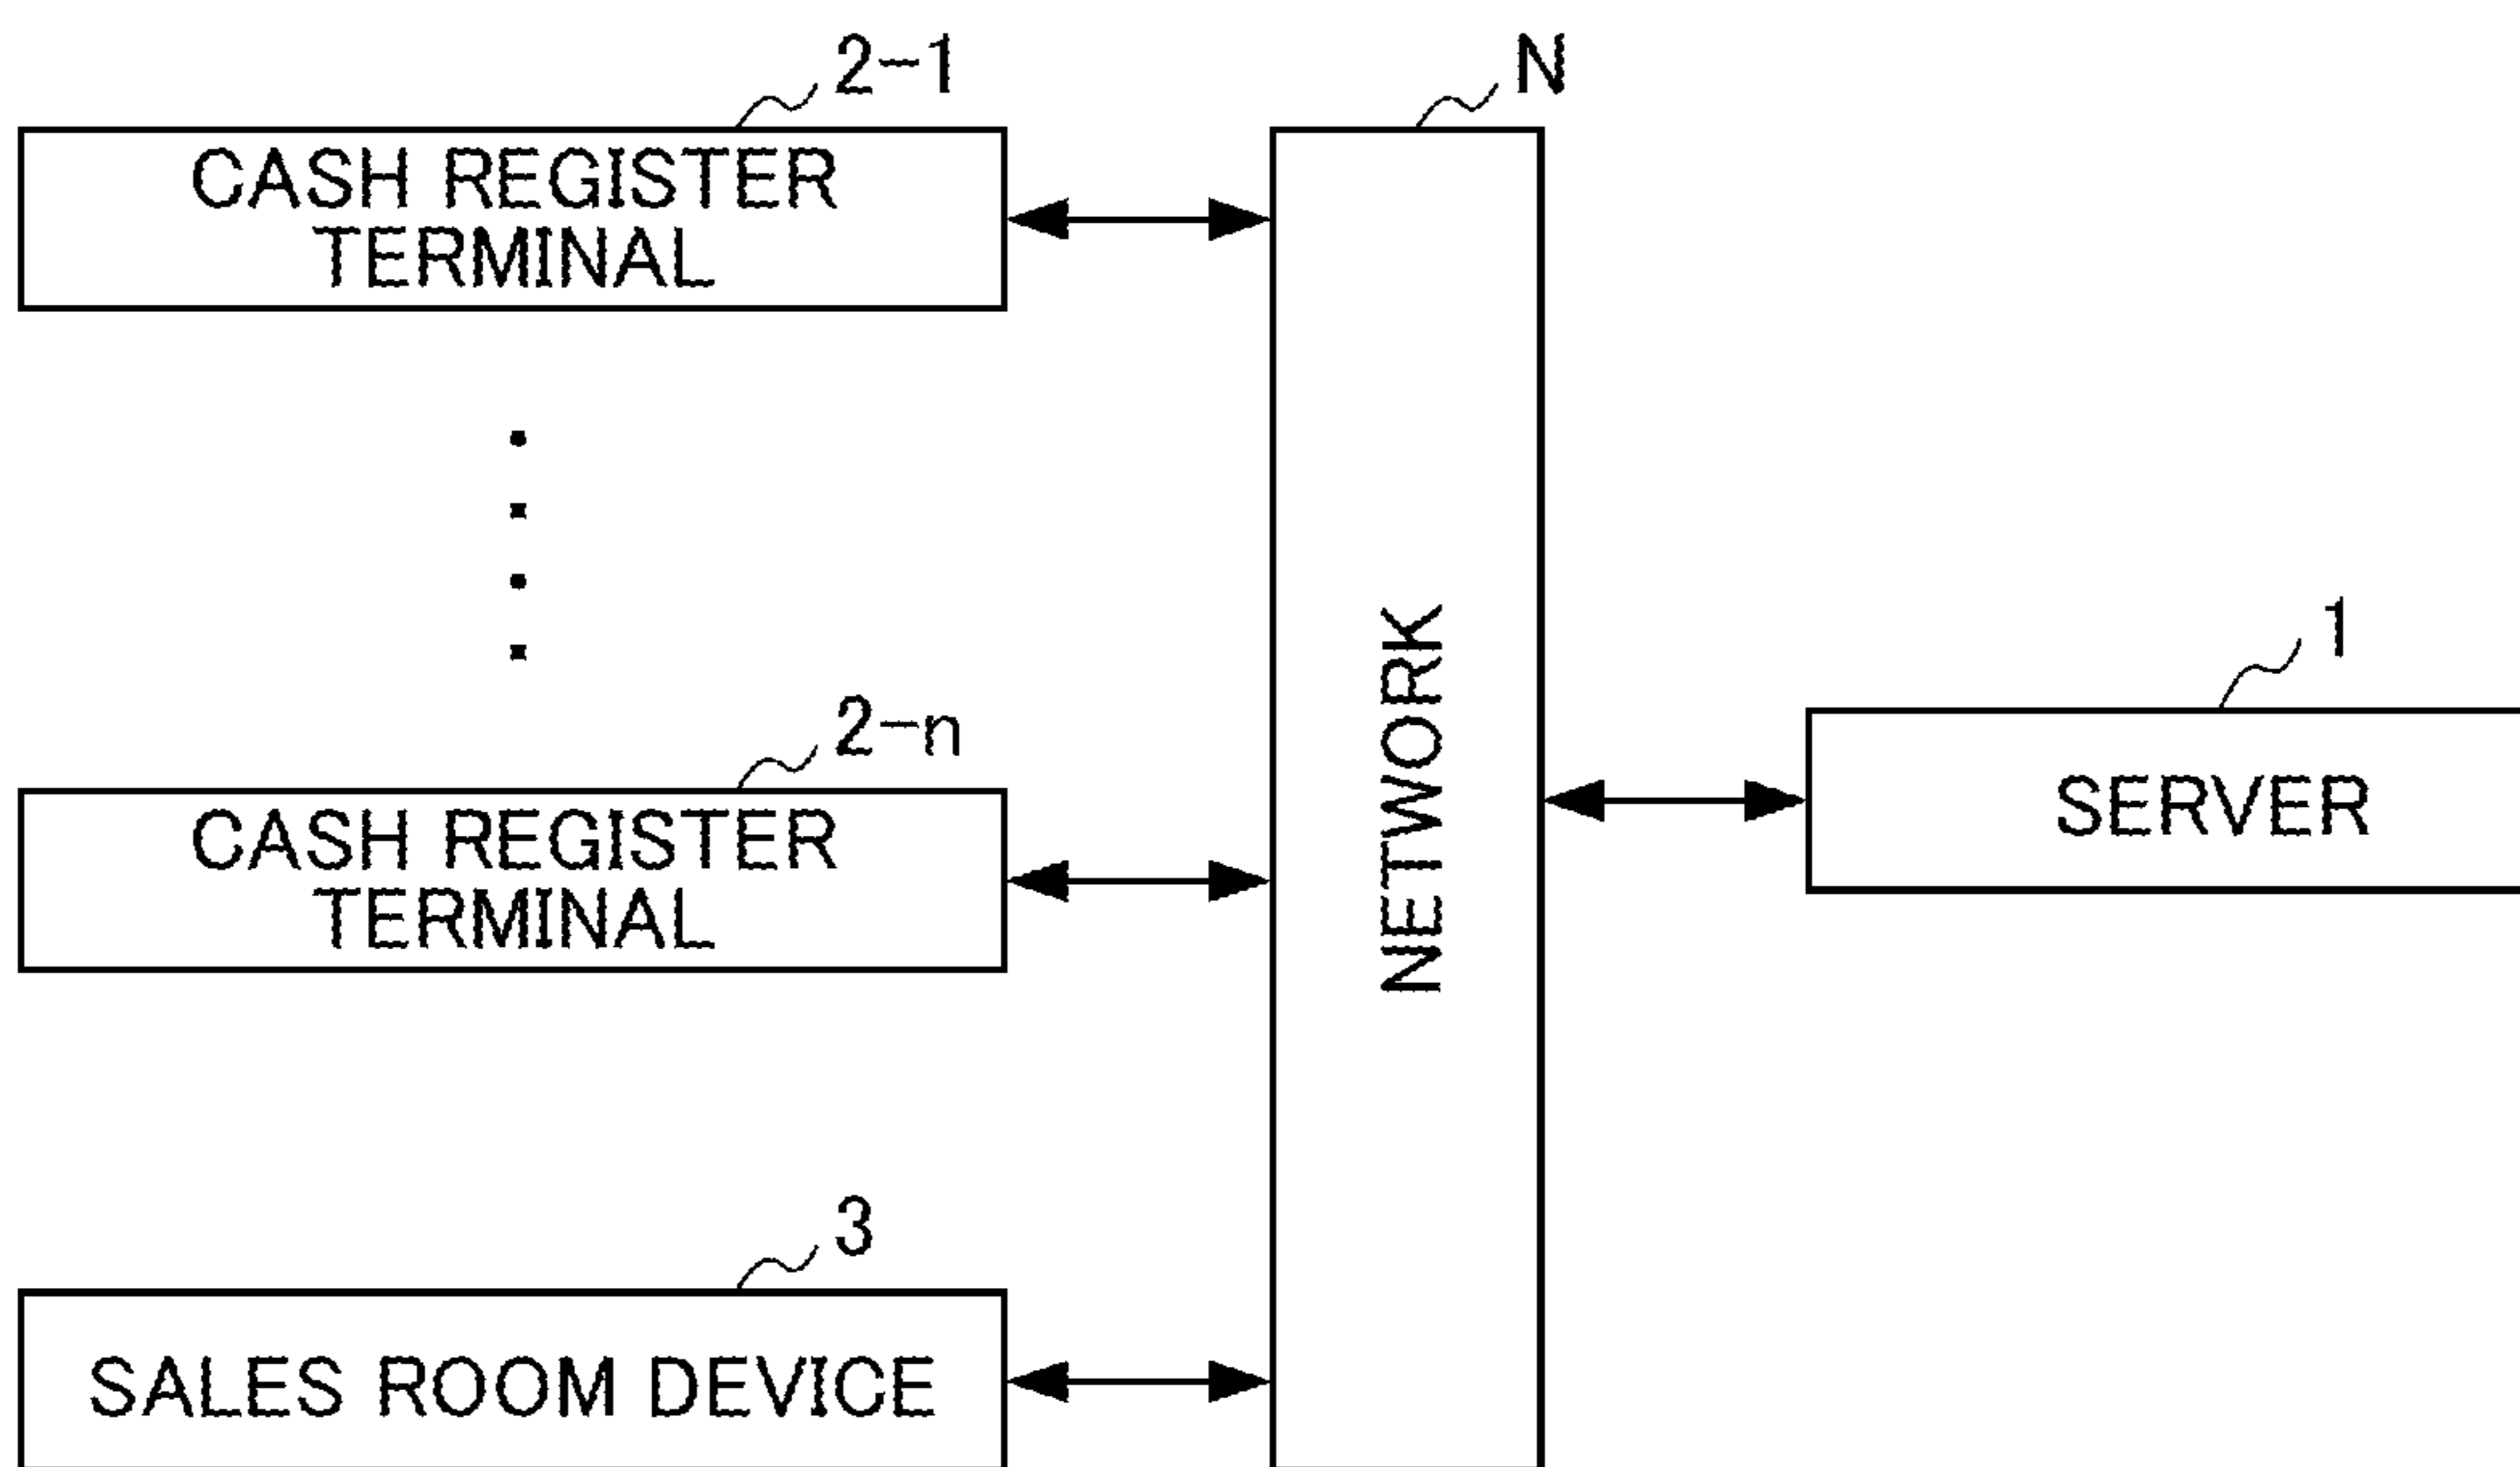 2-1
N
CASH REGISTER
TERMINAL
2-n
CASH REGISTER
TERMINAL
NETWORK
1
SERVER
3
SALES ROOM DEVICE